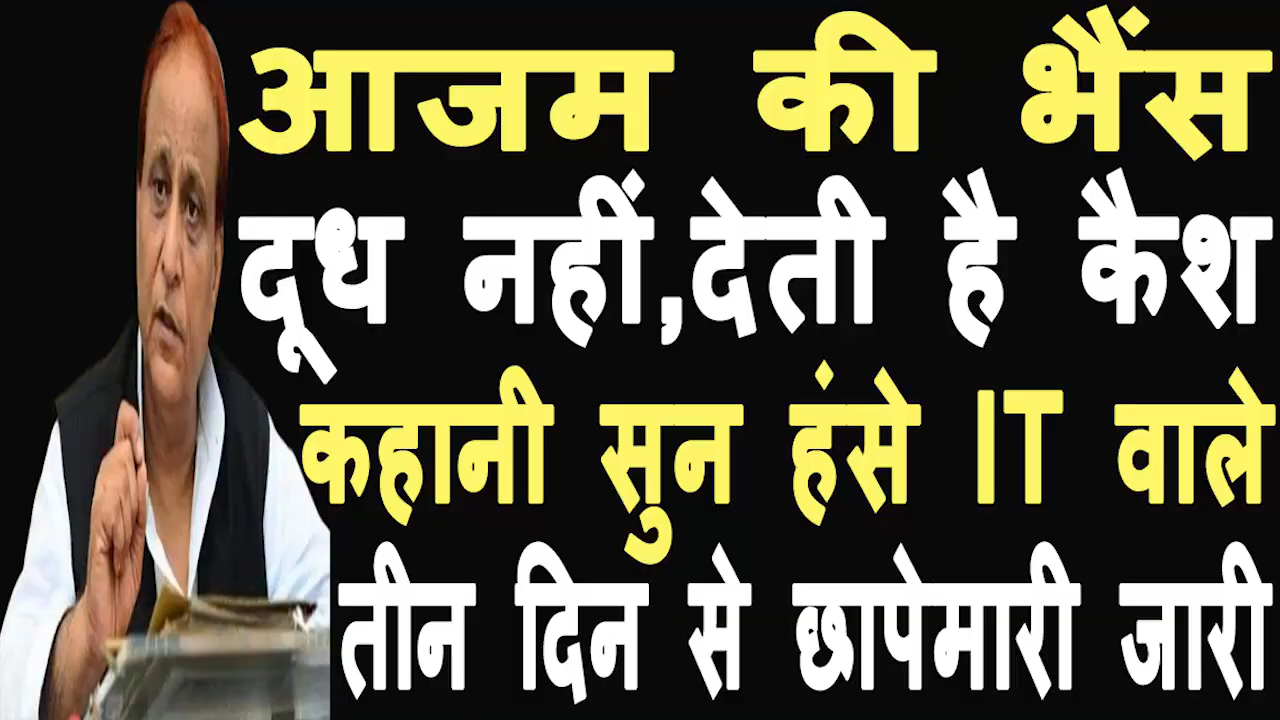 आजम की भैंस
दूध नहीं,देती है कैश
कहानी सुन हंसे IT वाले
तीन दिन से छापेमारी जारी